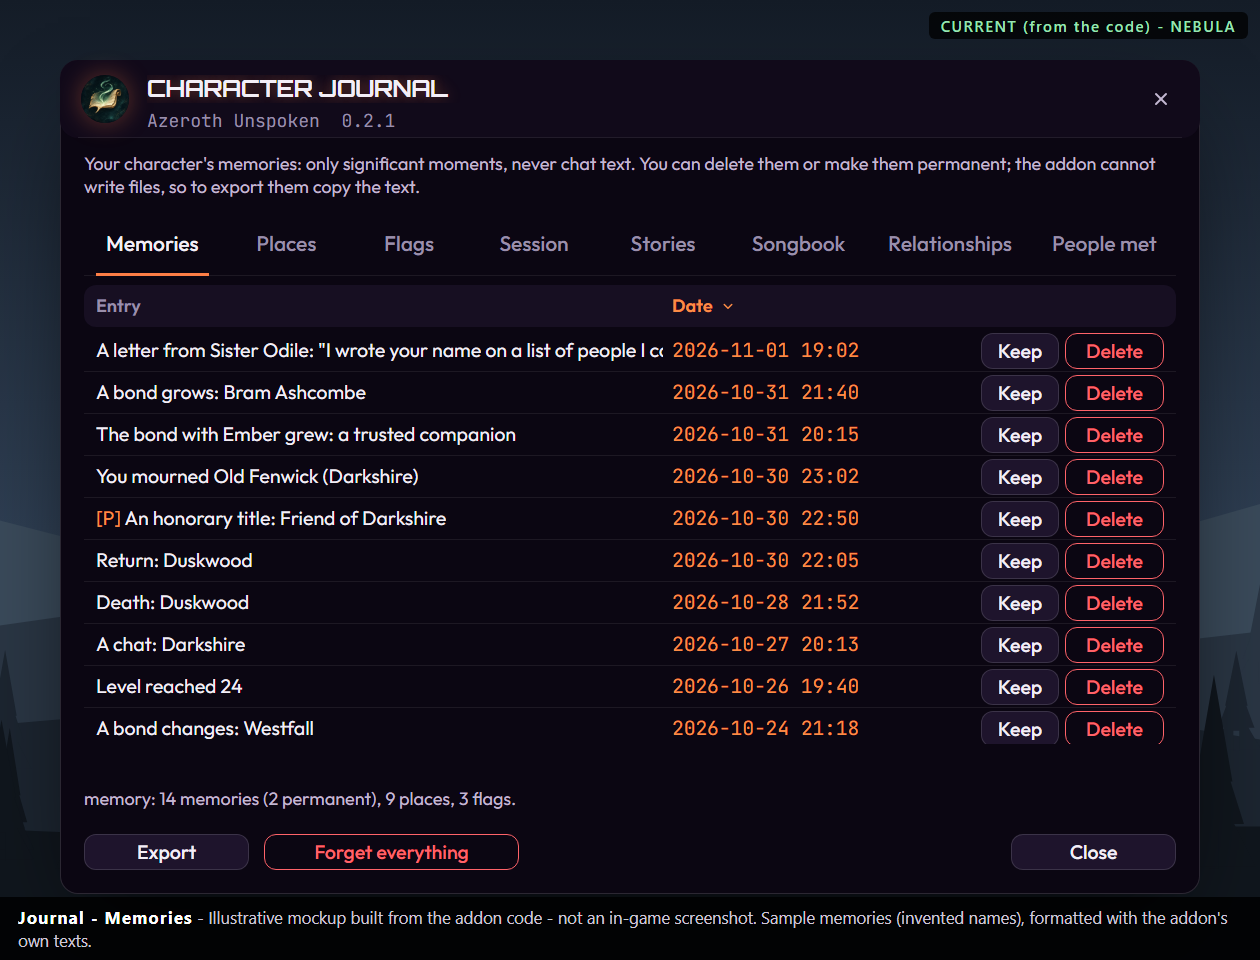 CURRENT (from the code) - NEBULA
CHARACTER JOURNAL
Azeroth Unspoken 0.2.1
Your character's memories: only significant moments, never chat text. You can delete them or make them permanent; the addon cannot
write files, so to export them copy the text.
Memories Places Flags Session Stories Songbook Relationships People met
Entry Date
A letter from Sister Odile: "I wrote your name on a list of people I 2026-11-01 19:02 Keep Delete
A bond grows: Bram Ashcombe 2026-10-31 21:40 Keep Delete
The bond with Ember grew: a trusted companion 2026-10-31 20:15 Keep Delete
You mourned Old Fenwick (Darkshire) 2026-10-30 23:02 Keep Delete
[P] An honorary title: Friend of Darkshire 2026-10-30 22:50 Keep Delete
Return: Duskwood 2026-10-30 22:05 Keep Delete
Death: Duskwood 2026-10-28 21:52 Keep Delete
A chat: Darkshire 2026-10-27 20:13 Keep Delete
Level reached 24 2026-10-26 19:40 Keep Delete
A bond changes: Westfall 2026-10-24 21:18 Keep Delete
memory: 14 memories (2 permanent), 9 places, 3 flags.
Export Forget everything Close
Journal - Memories - Illustrative mockup built from the addon code - not an in-game screenshot. Sample memories (invented names), formatted with the addon's
own texts.